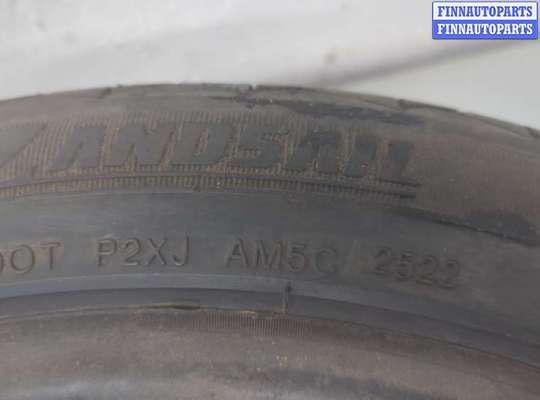 FINNAUTOPARTS
FINNAUTOPARTS
LANDSAIL
DOT P2XJ AM5C 2522